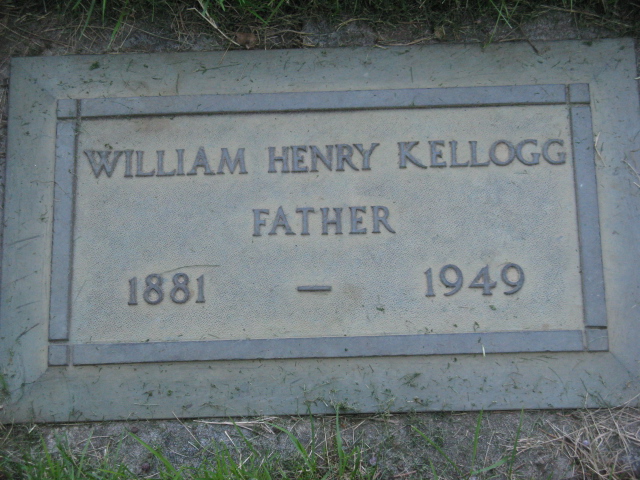 WILLIAM HENRY KELLOGG
FATHER
1881 — 1949